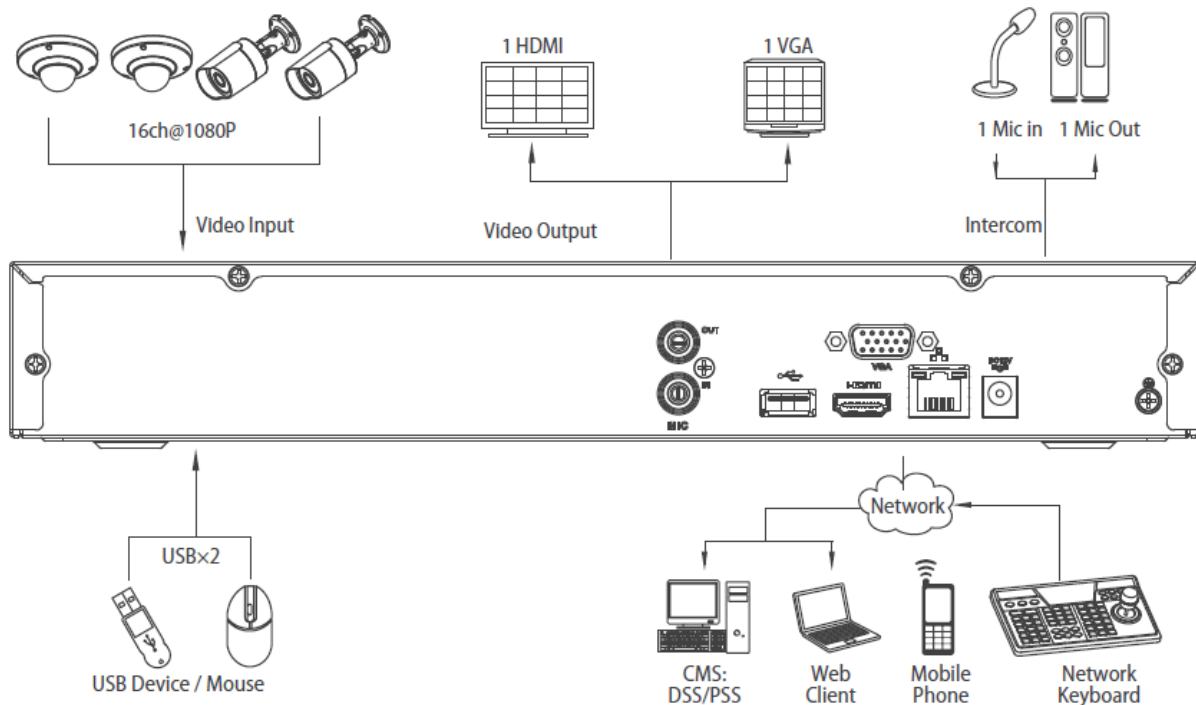 1 HDMI
1 VGA
16ch@1080P
1 Mic in
1 Mic Out
Video Input
Video Output
Intercom
OUT
VGA
HDMI
IN
MIC
Network
USB×2
USB Device / Mouse
CMS:
DSS/PSS
Web
Client
Mobile
Phone
Network
Keyboard